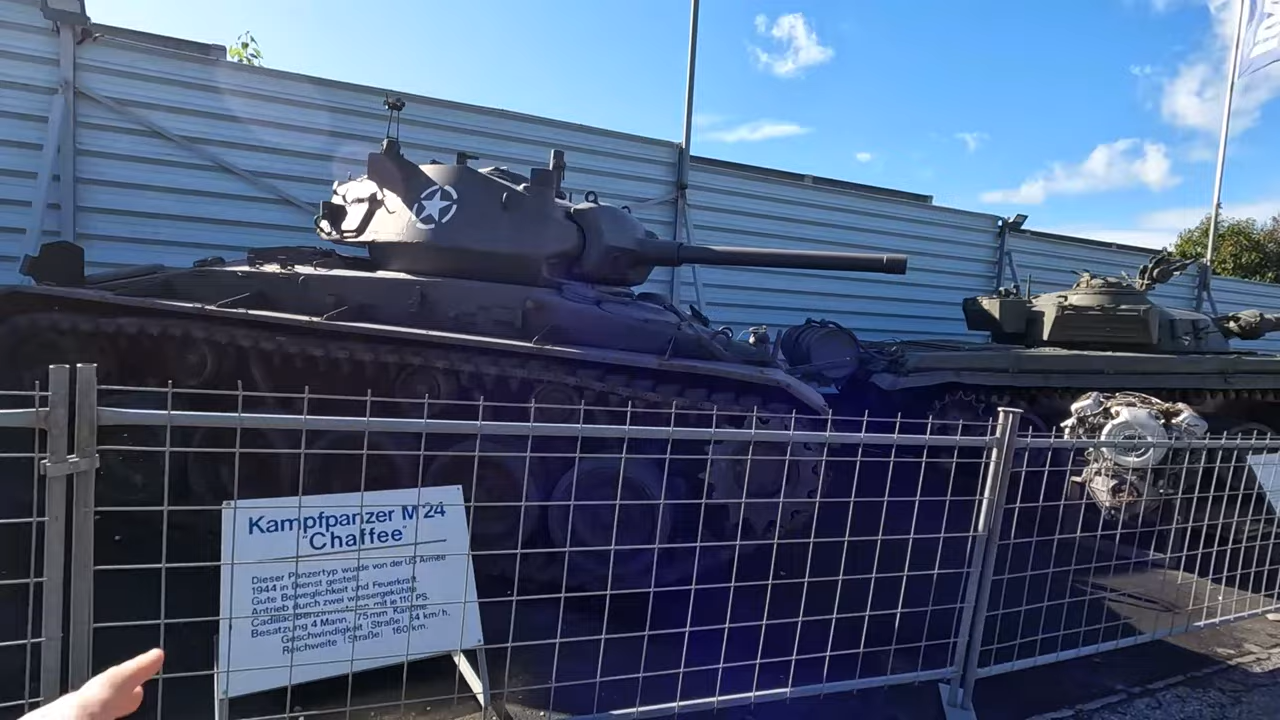 Kampfpanzer M24
"Chaffee"
Dieser Panzertyp wurde von der US Armee
1944 in Dienst gestellt.
Gute Beweglichkeit und Feuerkraft.
Antrieb durch zwei wassergekühlte
Cadillac Benzinmotoren mit je 110 PS.
Besatzung 4 Mann, 75mm Kanone.
Geschwindigkeit (Straße) 64 km/h.
Reichweite (Straße) 160 km.